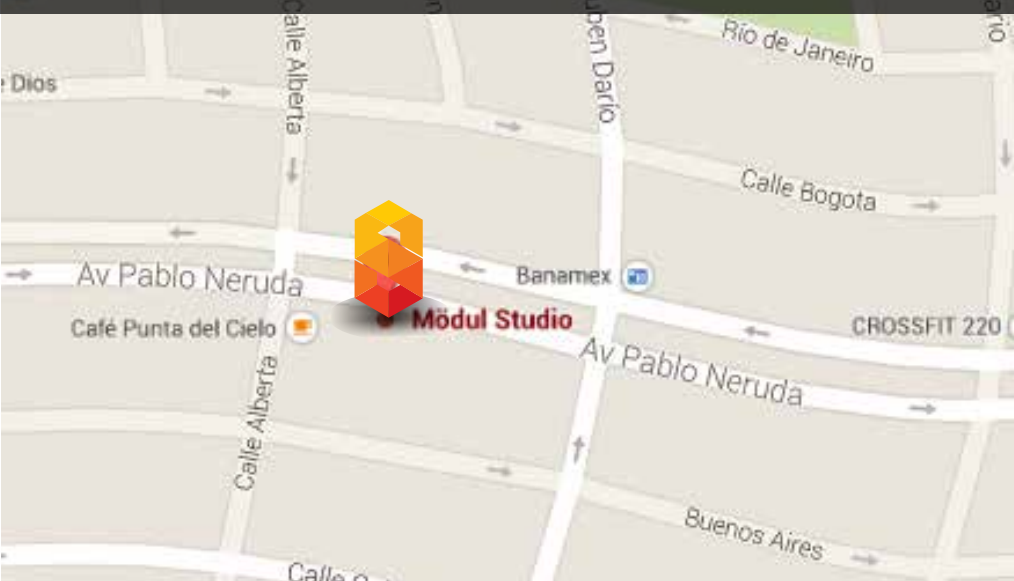 Calle Alberta
Río de Janeiro
Dios
Calle Bogota
Av Pablo Neruda
Banamex
Café Punta del Cielo
Mödul Studio
CROSSFIT 220
Av Pablo Neruda
Calle Alberta
Buenos Aires
Calle